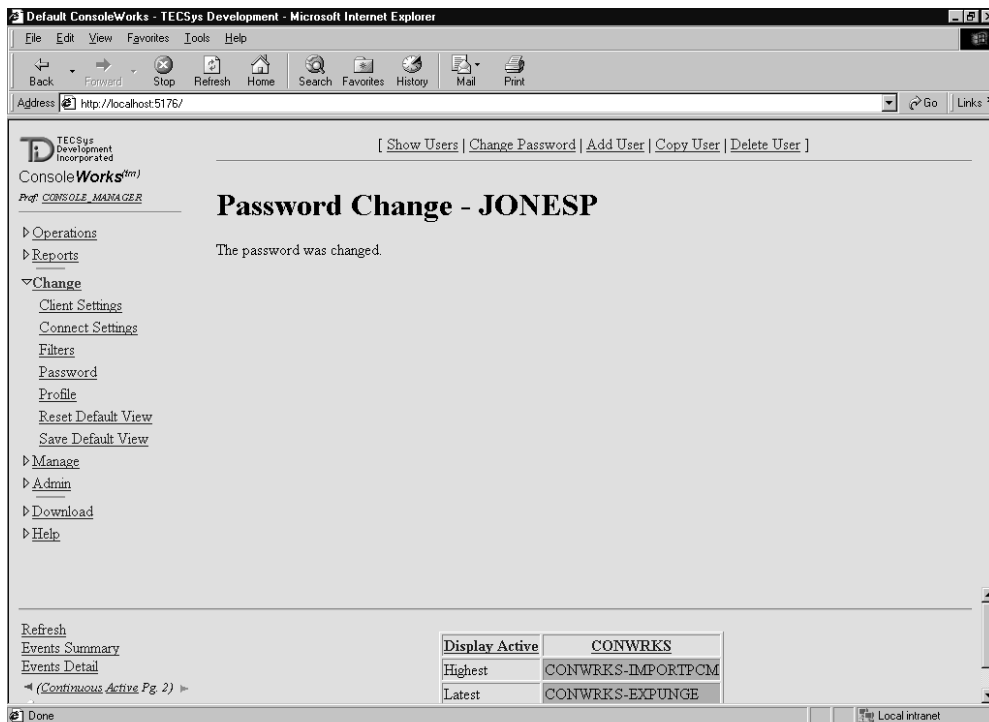 Default ConsoleWorks - TECSys Development - Microsoft Internet Explorer
File Edit View Favorites Tools Help
Back Forward Stop Refresh Home Search Favorites History Mail Print
Address http://localhost:5176/ Go Links
TECSys
Development
Incorporated
ConsoleWorks(tm)
Prof: CONSOLE_MANAGER
[ Show Users | Change Password | Add User | Copy User | Delete User ]
Password Change - JONESP
The password was changed.
Operations
Reports
Change
Client Settings
Connect Settings
Filters
Password
Profile
Reset Default View
Save Default View
Manage
Admin
Download
Help
Refresh
Events Summary
Events Detail
(Continuous Active Pg. 2)
Display Active CONWRKS
Highest CONWRKS-IMPORTPCM
Latest CONWRKS-EXPUNGE
Done Local intranet